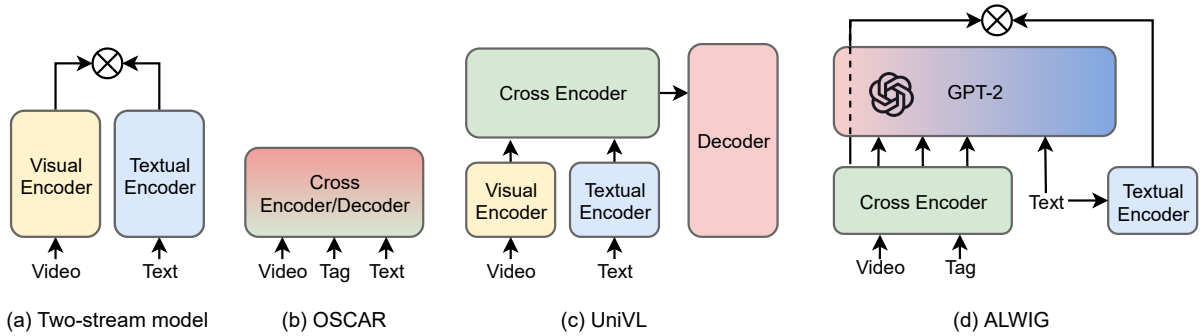 Visual
Encoder
Textual
Encoder
Video
Text
(a) Two-stream model
Cross
Encoder/Decoder
Video
Tag
Text
(b) OSCAR
Cross Encoder
Decoder
Visual
Encoder
Textual
Encoder
Video
Text
(c) UniVL
GPT-2
Cross Encoder
Text
Textual
Encoder
Video
Tag
(d) ALWIG